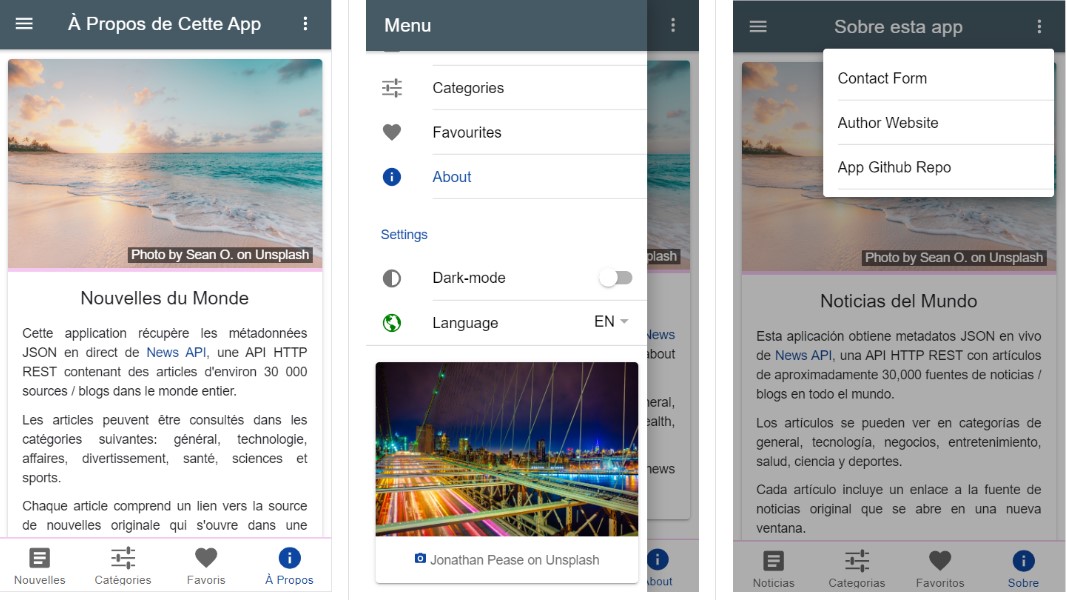 À Propos de Cette App
Photo by Sean O. on Unsplash
Nouvelles du Monde
Cette application récupère les métadonnées
JSON en direct de News API, une API HTTP
REST contenant des articles d'environ 30 000
sources / blogs dans le monde entier.
Les articles peuvent être consultés dans les
catégories suivantes: général, technologie,
affaires, divertissement, santé, sciences et
sports.
Chaque article comprend un lien vers la source
de nouvelles originale qui s'ouvre dans une
Nouvelles
Catégories
Favoris
À Propos
Menu
Categories
Favourites
About
Settings
Dark-mode
Language
EN
Jonathan Pease on Unsplash
plash
News
about
neral,
ealth,
news
About
Sobre esta app
Contact Form
Author Website
App Github Repo
Photo by Sean O. on Unsplash
Noticias del Mundo
Esta aplicación obtiene metadatos JSON en vivo
de News API, una API HTTP REST con artículos
de aproximadamente 30,000 fuentes de noticias /
blogs en todo el mundo.
Los artículos se pueden ver en categorías de
general, tecnología, negocios, entretenimiento,
salud, ciencia y deportes.
Cada artículo incluye un enlace a la fuente de
noticias original que se abre en una nueva
ventana.
Noticias
Categorias
Favoritos
Sobre